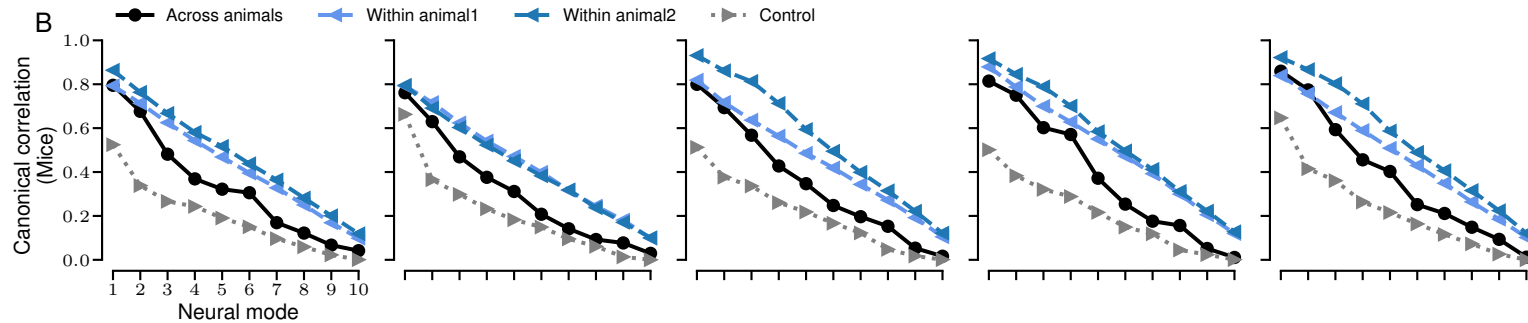 B
Across animals Within animal1 Within animal2 Control
Canonical correlation
(Mice)
1.0
0.8
0.6
0.4
0.2
0.0
1 2 3 4 5 6 7 8 9 10
Neural mode